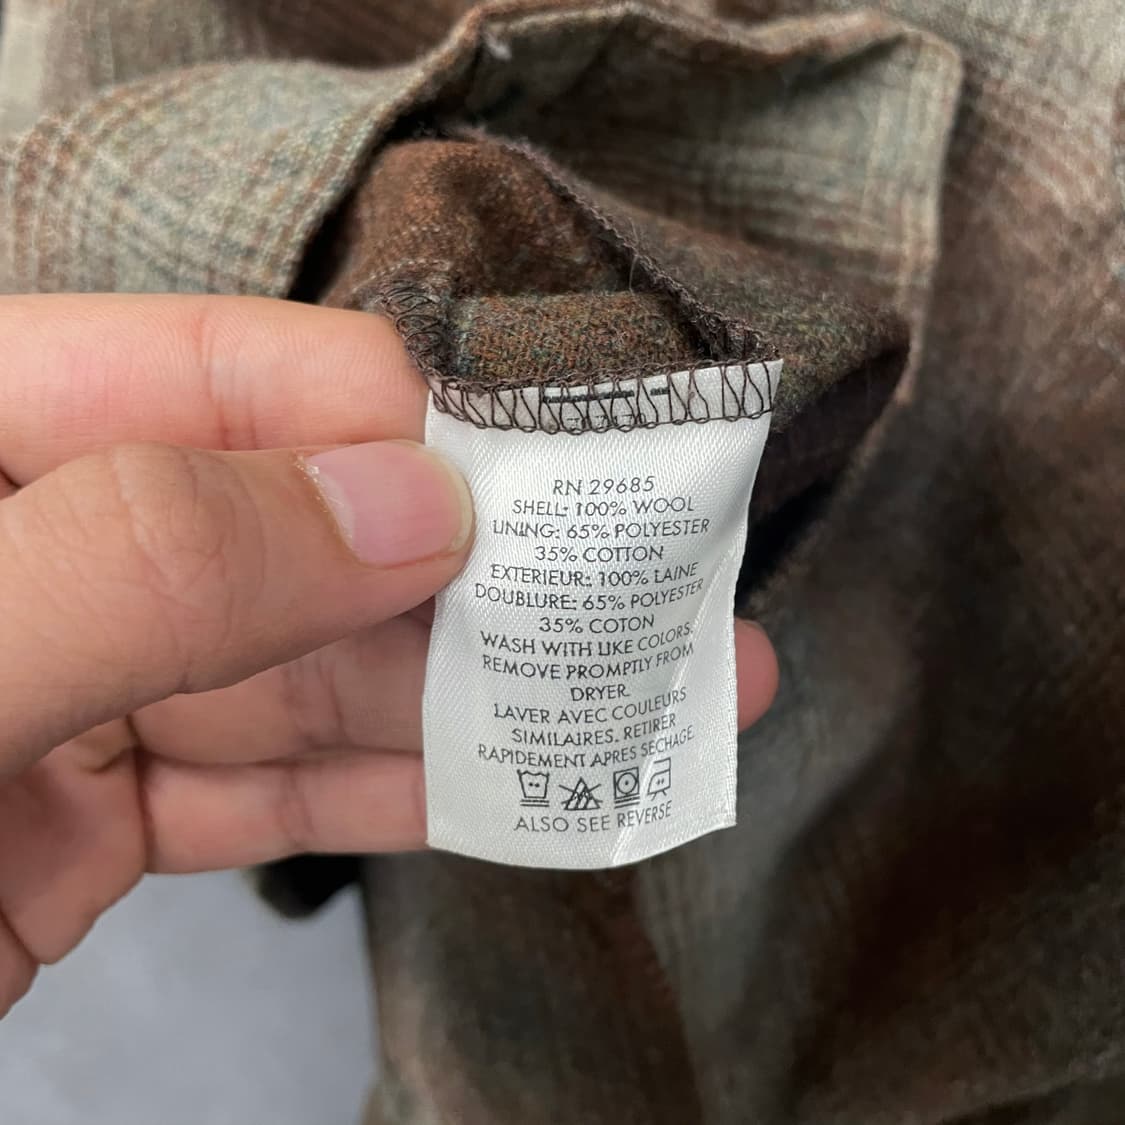 RN 29685
SHELL: 100% WOOL
LINING: 65% POLYESTER
35% COTTON
EXTERIEUR: 100% LAINE
DOUBLURE: 65% POLYESTER
35% COTON
WASH WITH LIKE COLORS.
REMOVE PROMPTLY FROM
DRYER.
LAVER AVEC COULEURS
SIMILAIRES. RETIRER
RAPIDEMENT APRES SECHAGE
ALSO SEE REVERSE